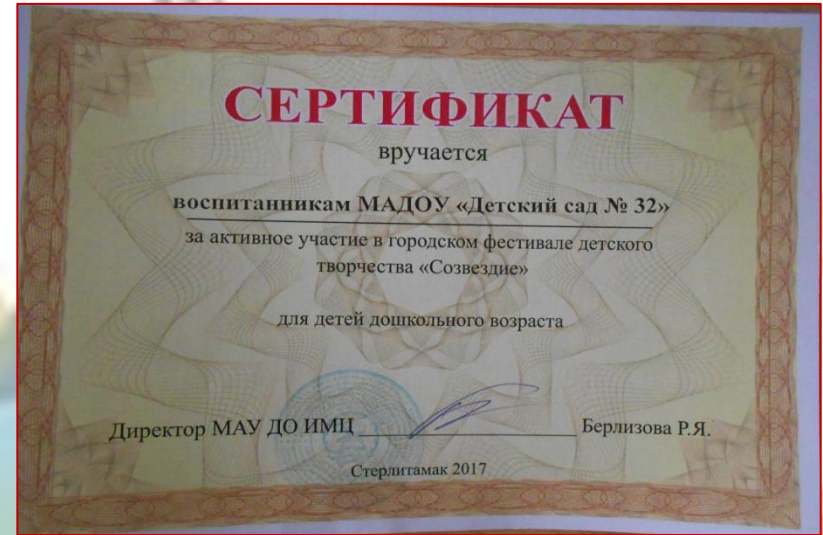 СЕРТИФИКАТ
вручается
воспитанникам МАДОУ «Детский сад № 32»
за активное участие в городском фестивале детского
творчества «Созвездие»
для детей дошкольного возраста
Директор МАУ ДО ИМЦ Берлизова Р.Я.
Стерлитамак 2017